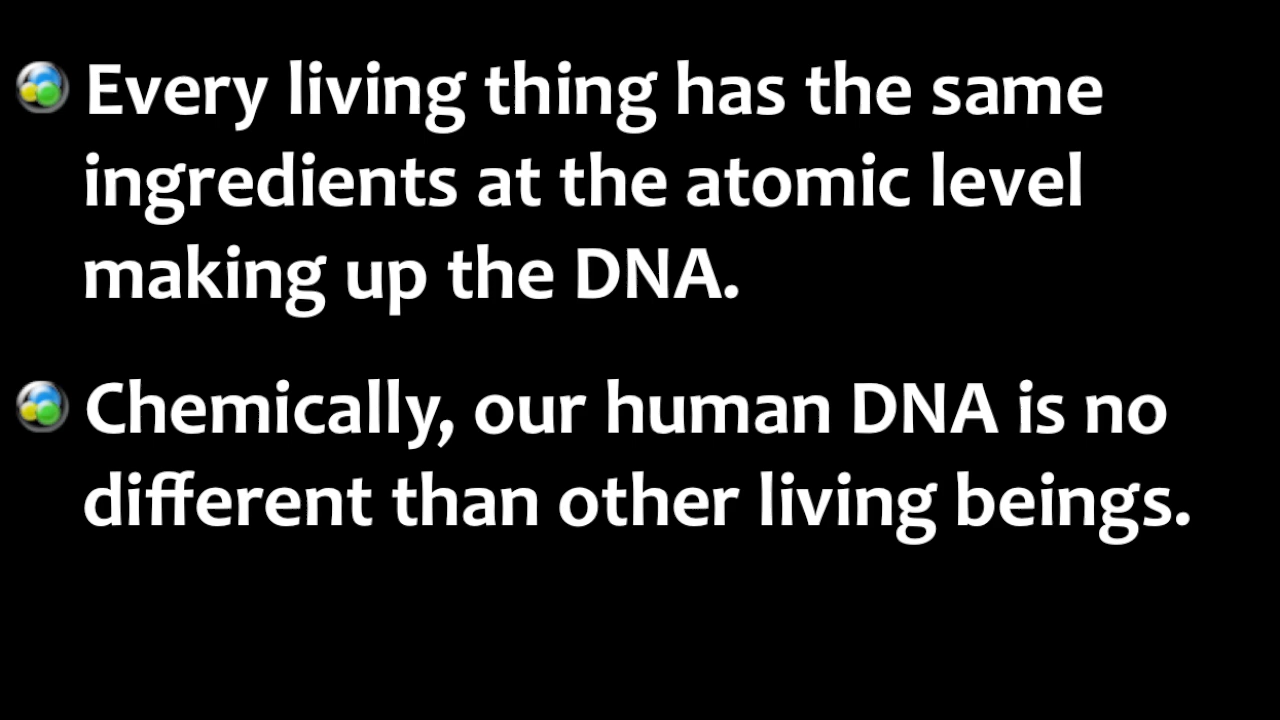 Every living thing has the same
ingredients at the atomic level
making up the DNA.
Chemically, our human DNA is no
different than other living beings.